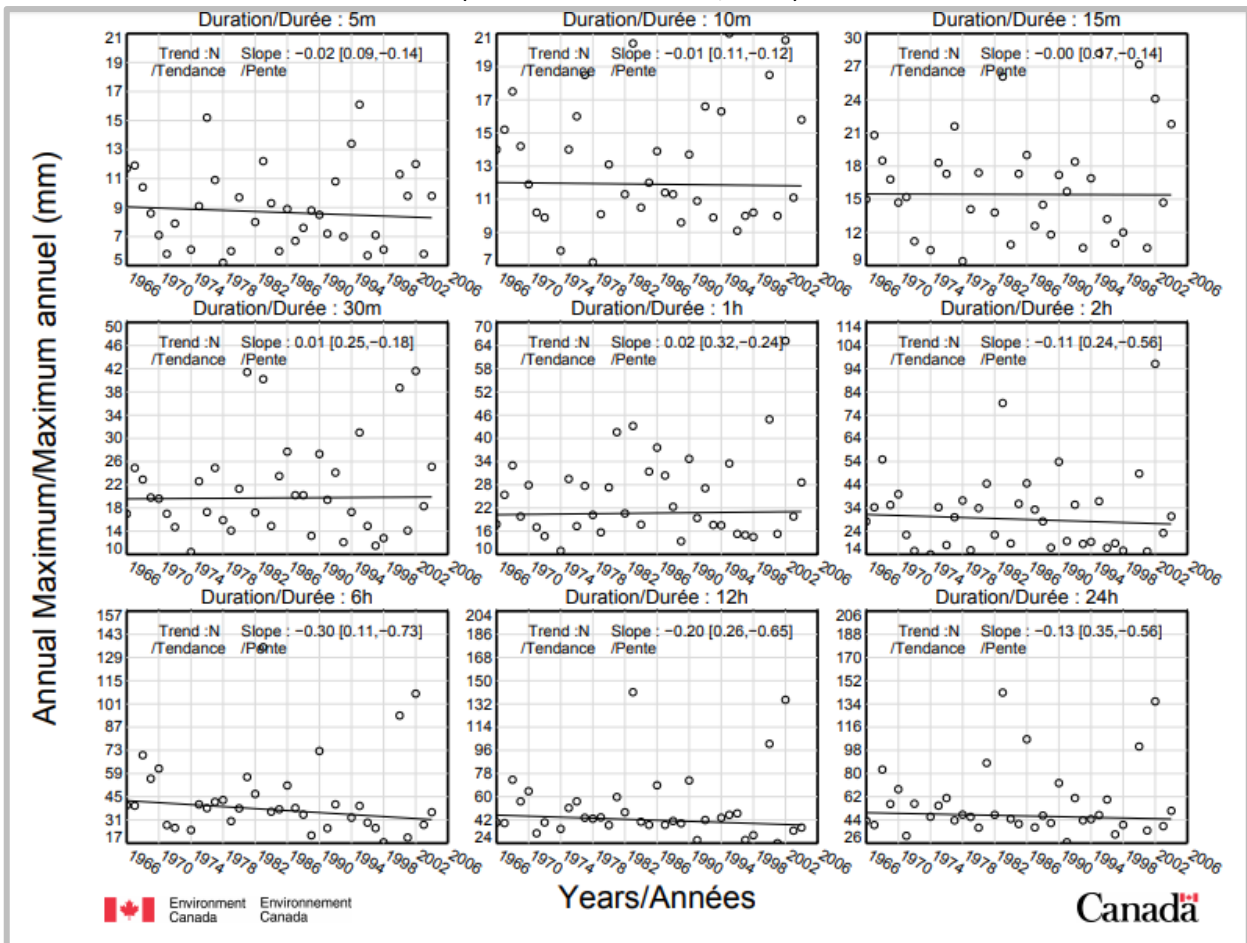 Annual Maximum/Maximum annuel (mm)
Duration/Durée : 5m
Trend :N Slope : −0.02 [0.09,−0.14]
/Tendance /Pente
21
19
17
15
13
11
9
7
5
1966 1970 1974 1978 1982 1986 1990 1994 1998 2002 2006
Duration/Durée : 10m
Trend :N Slope : −0.01 [0.11,−0.12]
/Tendance /Pente
21
19
17
15
13
11
9
7
1966 1970 1974 1978 1982 1986 1990 1994 1998 2002 2006
Duration/Durée : 15m
Trend :N Slope : −0.00 [0.17,−0.14]
/Tendance /Pente
30
27
24
21
18
15
12
9
1966 1970 1974 1978 1982 1986 1990 1994 1998 2002 2006
Duration/Durée : 30m
Trend :N Slope : 0.01 [0.25,−0.18]
/Tendance /Pente
50
46
42
38
34
30
26
22
18
14
10
1966 1970 1974 1978 1982 1986 1990 1994 1998 2002 2006
Duration/Durée : 1h
Trend :N Slope : 0.02 [0.32,−0.24]
/Tendance /Pente
70
64
58
52
46
40
34
28
22
16
10
1966 1970 1974 1978 1982 1986 1990 1994 1998 2002 2006
Duration/Durée : 2h
Trend :N Slope : −0.11 [0.24,−0.56]
/Tendance /Pente
114
104
94
84
74
64
54
44
34
24
14
1966 1970 1974 1978 1982 1986 1990 1994 1998 2002 2006
Duration/Durée : 6h
Trend :N Slope : −0.30 [0.11,−0.73]
/Tendance /Pente
157
143
129
115
101
87
73
59
45
31
17
1966 1970 1974 1978 1982 1986 1990 1994 1998 2002 2006
Duration/Durée : 12h
Trend :N Slope : −0.20 [0.26,−0.65]
/Tendance /Pente
204
186
168
150
132
114
96
78
60
42
24
1966 1970 1974 1978 1982 1986 1990 1994 1998 2002 2006
Duration/Durée : 24h
Trend :N Slope : −0.13 [0.35,−0.56]
/Tendance /Pente
206
188
170
152
134
116
98
80
62
44
26
1966 1970 1974 1978 1982 1986 1990 1994 1998 2002 2006
Years/Années
Environment Environnement
Canada Canada
Canada